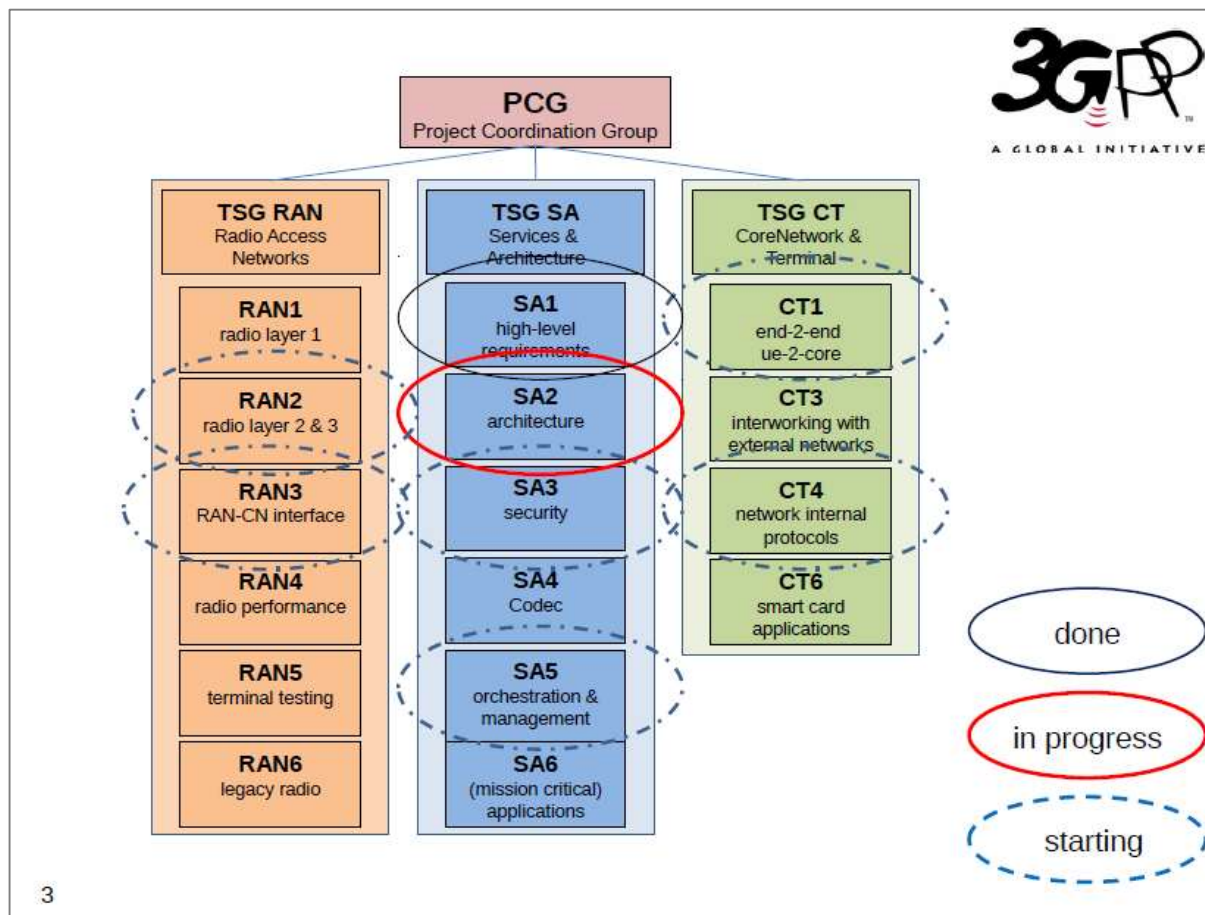 3GPP
TM
A GLOBAL INITIATIVE
PCG
Project Coordination Group
TSG RAN
Radio Access
Networks
RAN1
radio layer 1
RAN2
radio layer 2 & 3
RAN3
RAN-CN interface
RAN4
radio performance
RAN5
terminal testing
RAN6
legacy radio
TSG SA
Services &
Architecture
SA1
high-level
requirements
SA2
architecture
SA3
security
SA4
Codec
SA5
orchestration &
management
SA6
(mission critical)
applications
TSG CT
CoreNetwork &
Terminal
CT1
end-2-end
ue-2-core
CT3
interworking with
external networks
CT4
network internal
protocols
CT6
smart card
applications
done
in progress
starting
3